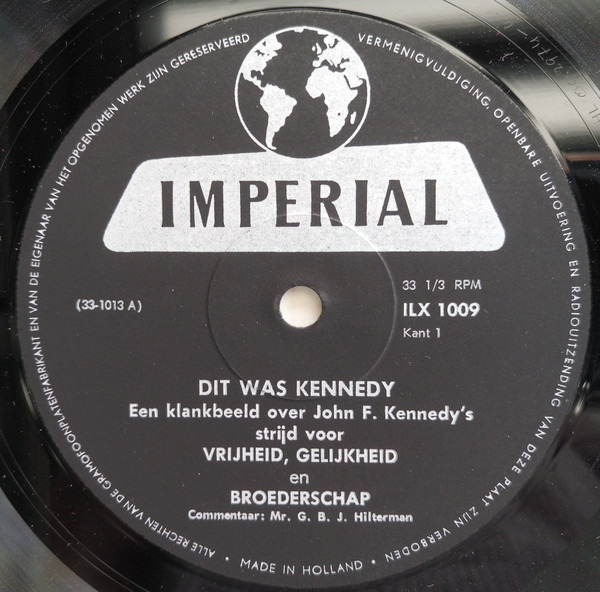 ALLE RECHTEN VAN DE GRAMOFOONPLATENFABRIKANT EN VAN DE EIGENAAR VAN HET OPGENOMEN WERK ZIJN GERESERVEERD
VERMENIGVULDIGING, OPENBARE UITVOERING EN RADIOUITZENDING VAN DEZE PLAAT ZIJN VERBODEN
IMPERIAL
33 1/3 RPM
(33-1013 A)
ILX 1009
Kant 1
DIT WAS KENNEDY
Een klankbeeld over John F. Kennedy's
strijd voor
VRIJHEID, GELIJKHEID
en
BROEDERSCHAP
Commentaar: Mr. G. B. J. Hilterman
• MADE IN HOLLAND •